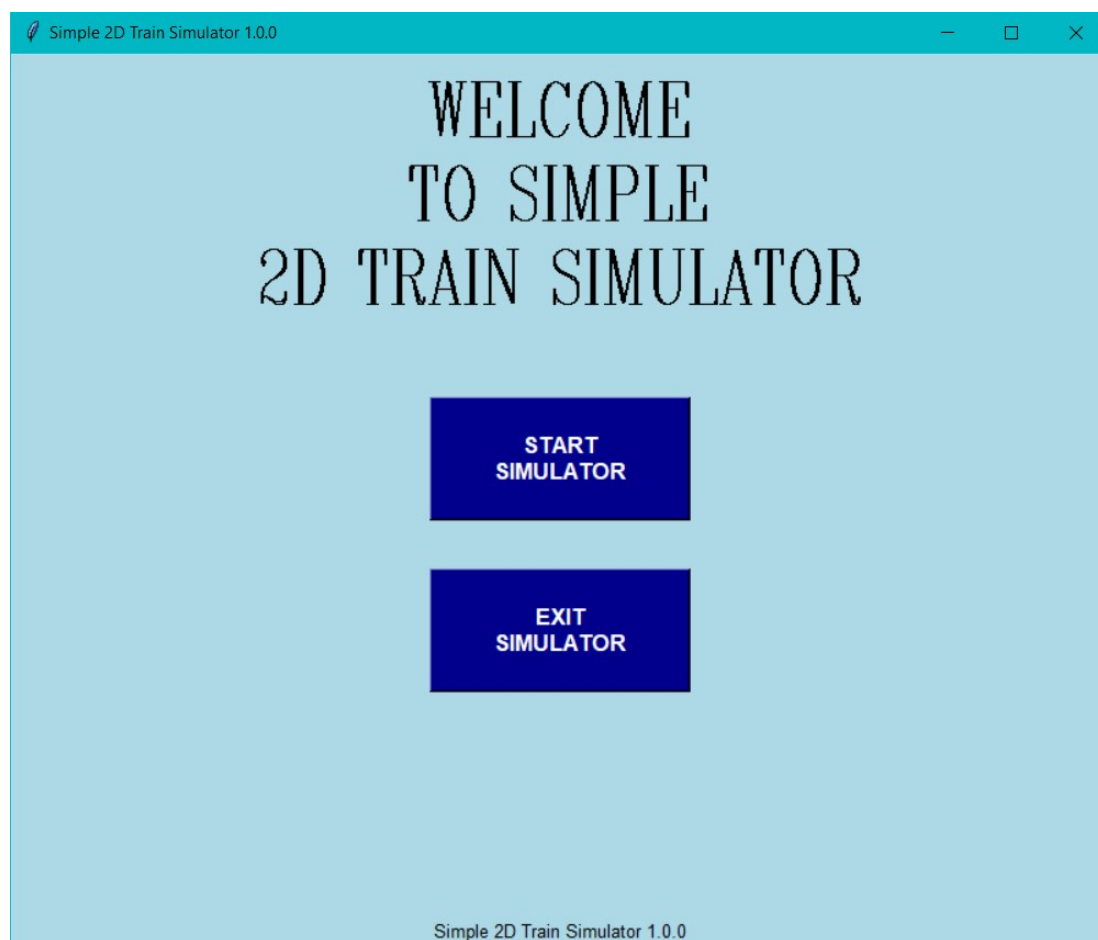 Simple 2D Train Simulator 1.0.0
WELCOME
TO SIMPLE
2D TRAIN SIMULATOR
START
SIMULATOR
EXIT
SIMULATOR
Simple 2D Train Simulator 1.0.0